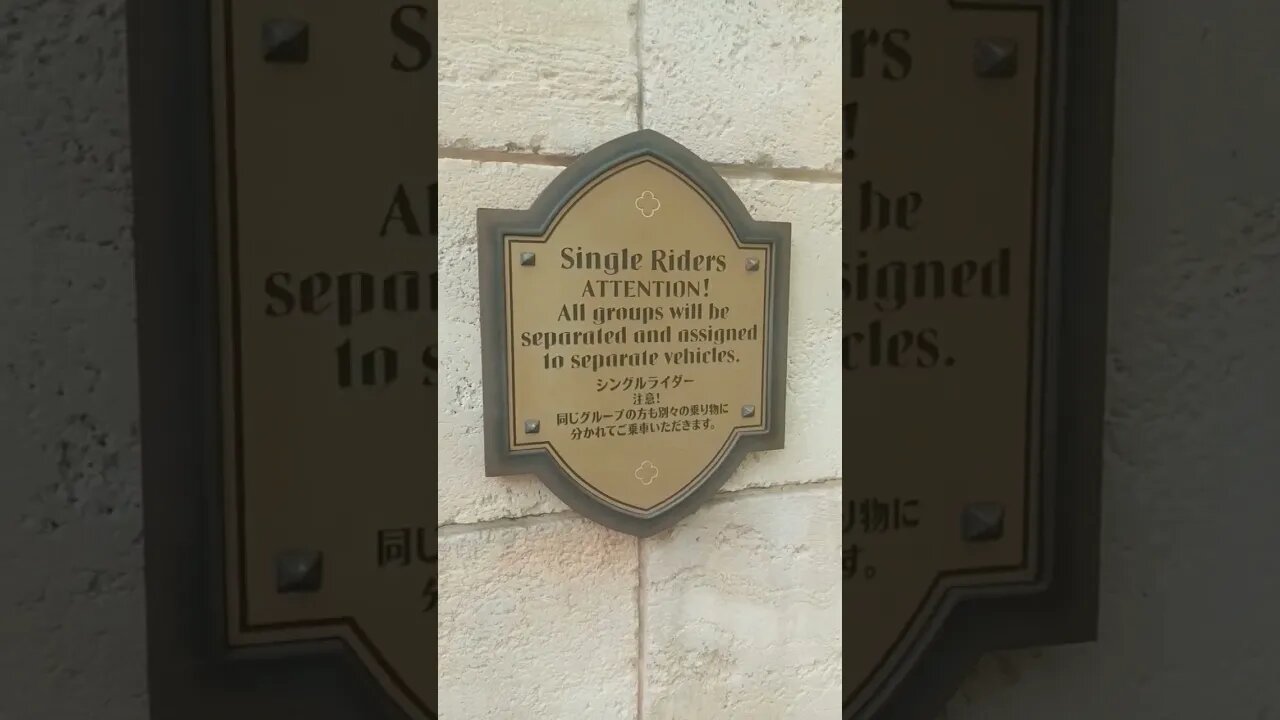 Single Riders
ATTENTION!
All groups will be
separated and assigned
to separate vehicles.
シングルライダー
注意!
同じグループの方も別々の乗り物に
分かれてご乗車いただきます。